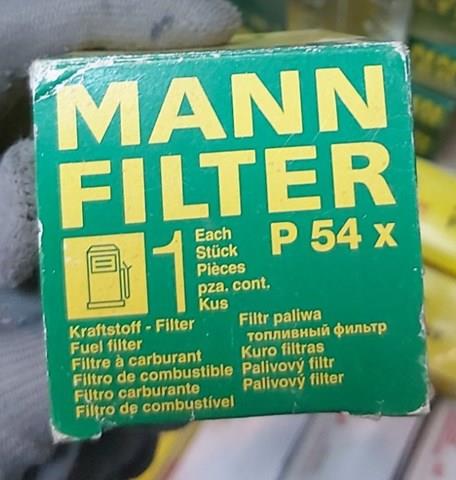 MANN
FILTER
1
Each
Stück
Pièces
pza. cont.
Kus
P 54 x
Kraftstoff - Filter
Fuel filter
Filtre à carburant
Filtro de combustible
Filtro carburante
Filtro de combustível
Filtr paliwa
топливный фильтр
Kuro filtras
Palivový filtr
Palivový filter